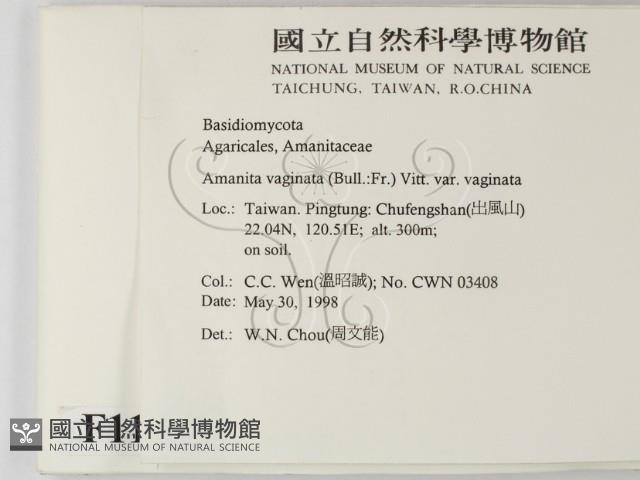 國立自然科學博物館
NATIONAL MUSEUM OF NATURAL SCIENCE
TAICHUNG, TAIWAN, R.O.CHINA
Basidiomycota
Agaricales, Amanitaceae
Amanita vaginata (Bull.:Fr.) Vitt. var. vaginata
Loc.: Taiwan. Pingtung: Chufengshan(出風山)
22.04N, 120.51E; alt. 300m;
on soil.
Col.: C.C. Wen(溫昭誠); No. CWN 03408
Date: May 30, 1998
Det.: W.N. Chou(周文能)
F11
國立自然科學博物館
NATIONAL MUSEUM OF NATURAL SCIENCE